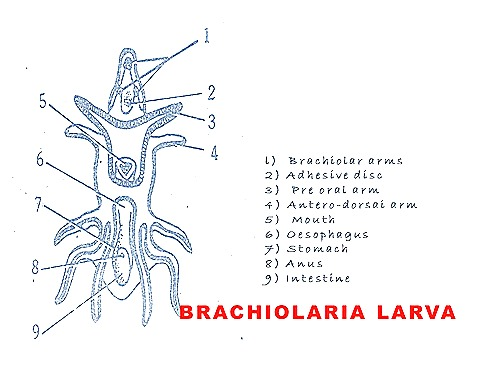 1
2
3
4
5
6
7
8
9
1) Brachiolar arms
2) Adhesive disc
3) Pre oral arm
4) Antero-dorsai arm
5) Mouth
6) Oesophagus
7) Stomach
8) Anus
9) Intestine
BRACHIOLARIA LARVA